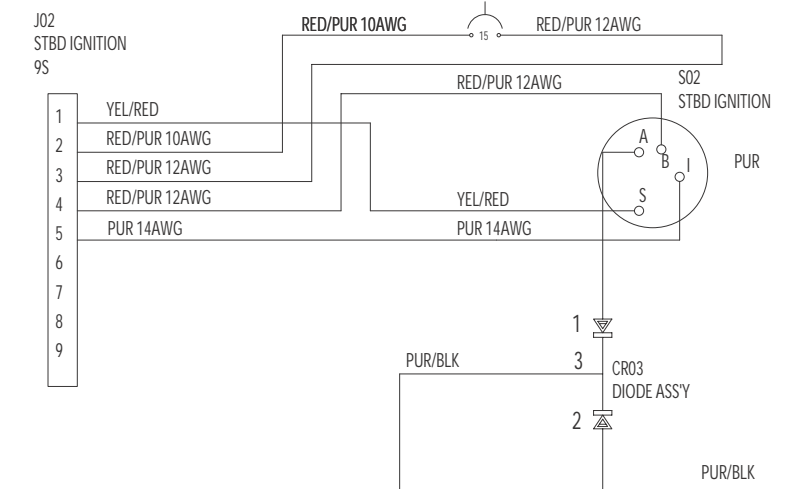 J02
STBD IGNITION
9S
RED/PUR 10AWG
15
RED/PUR 12AWG
RED/PUR 12AWG
S02
STBD IGNITION
1
YEL/RED
2
RED/PUR 10AWG
3
RED/PUR 12AWG
4
RED/PUR 12AWG
5
PUR 14AWG
6
7
8
9
YEL/RED
PUR 14AWG
A
B
I
S
PUR
1
PUR/BLK
3
CR03
DIODE ASS'Y
2
PUR/BLK